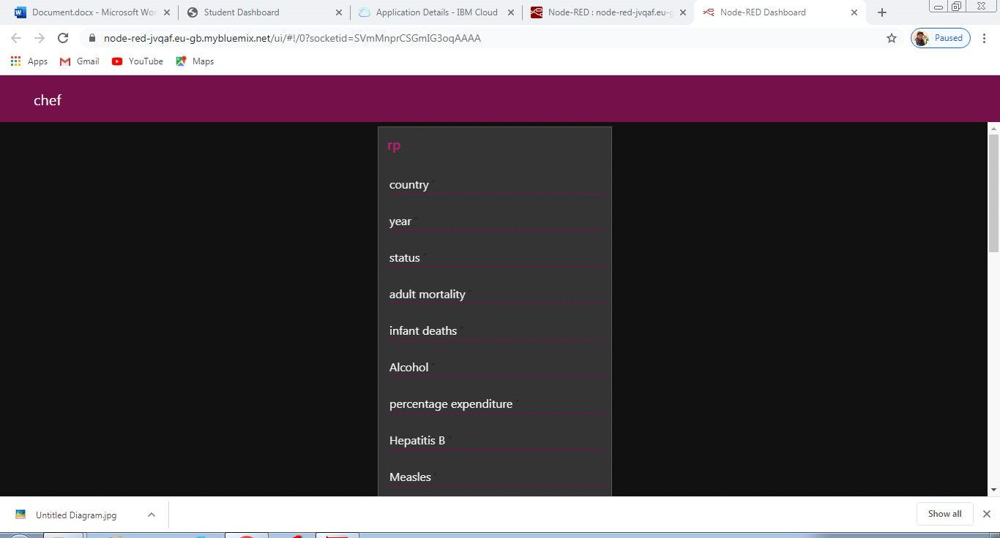 Document.docx - Microsoft Wor
Student Dashboard
Application Details - IBM Cloud
Node-RED : node-red-jvqaf.eu-g
Node-RED Dashboard
node-red-jvqaf.eu-gb.mybluemix.net/ui/#!/0?socketid=SVmMnprCSGmIG3oqAAAA
Paused
Apps
Gmail
YouTube
Maps
chef
rp
country *
year *
status *
adult mortality *
infant deaths *
Alcohol *
percentage expenditure *
Hepatitis B *
Measles *
Untitled Diagram.jpg
Show all